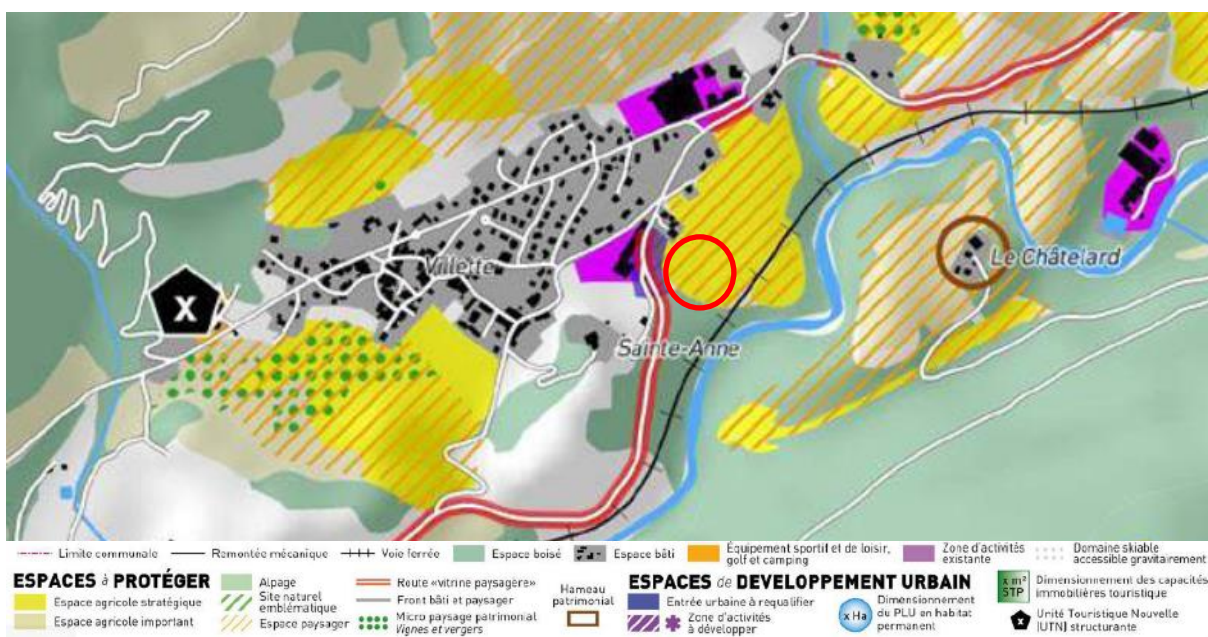 Villette
X
Le Châtelard
Sainte-Anne
Limite communale
Remontée mécanique
Voie ferrée
Espace boisé
Espace bâti
Équipement sportif et de loisir,
golf et camping
Zone d'activités
existante
Domaine skiable
accessible gravitairement
ESPACES à PROTÉGER
Espace agricole stratégique
Espace agricole important
Alpage
Site naturel
emblématique
Espace paysager
Route «vitrine paysagère»
Front bâti et paysager
Micro paysage patrimonial
Vignes et vergers
Hameau
patrimonial
ESPACES de DEVELOPPEMENT URBAIN
Entrée urbaine à requalifier
Zone d'activités
à développer
x Ha
Dimensionnement
du PLU en habitat
permanent
x m²
STP
Dimensionnement des capacités
immobilières touristique
x
Unité Touristique Nouvelle
(UTN) structurante